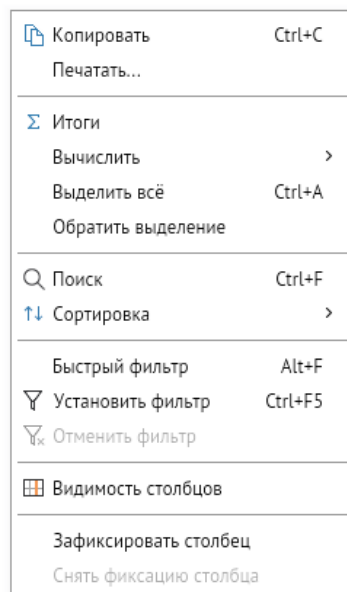 Копировать Ctrl+C
Печатать...
Итоги
Вычислить
Выделить всё Ctrl+A
Обратить выделение
Поиск Ctrl+F
Сортировка
Быстрый фильтр Alt+F
Установить фильтр Ctrl+F5
Отменить фильтр
Видимость столбцов
Зафиксировать столбец
Снять фиксацию столбца